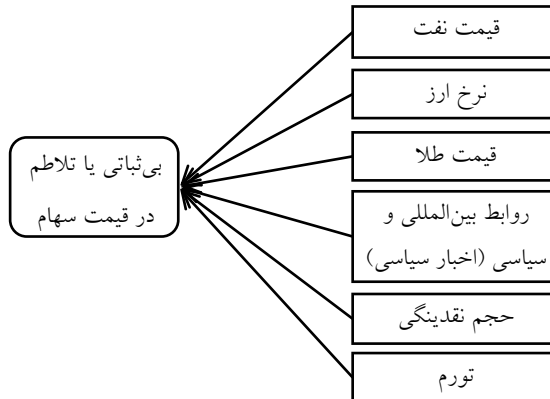 قیمت نفت
نرخ ارز
قیمت طلا
روابط بین‌المللی و
سیاسی (اخبار سیاسی)
حجم نقدینگی
تورم
بی‌ثباتی یا تلاطم
در قیمت سهام